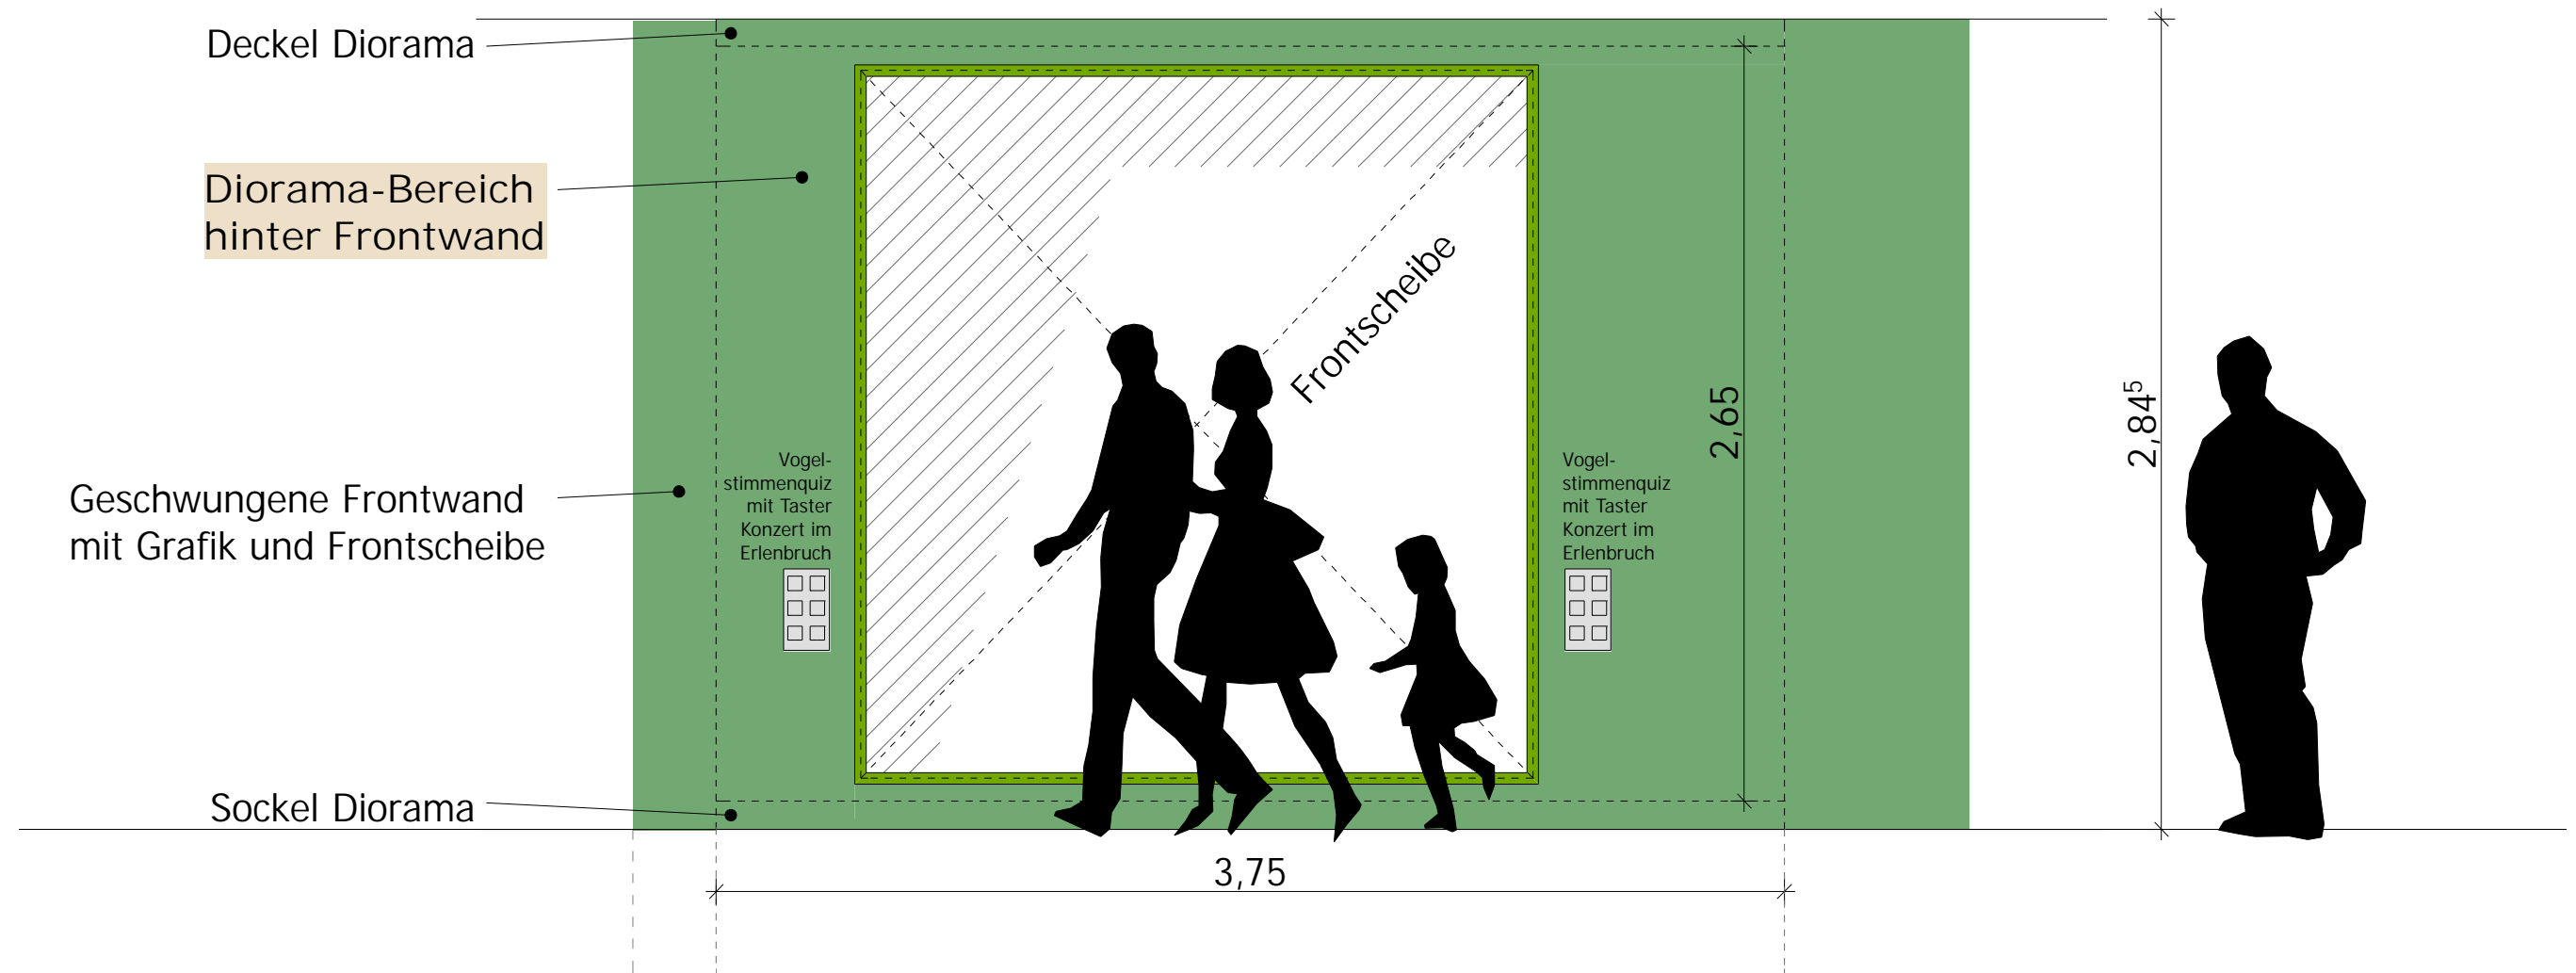 Deckel Diorama
Diorama-Bereich
hinter Frontwand
Frontscheibe
2,65
2,84⁵
Vogel-
stimmenquiz
mit Taster
Konzert im
Erlenbruch
Vogel-
stimmenquiz
mit Taster
Konzert im
Erlenbruch
Geschwungene Frontwand
mit Grafik und Frontscheibe
Sockel Diorama
3,75